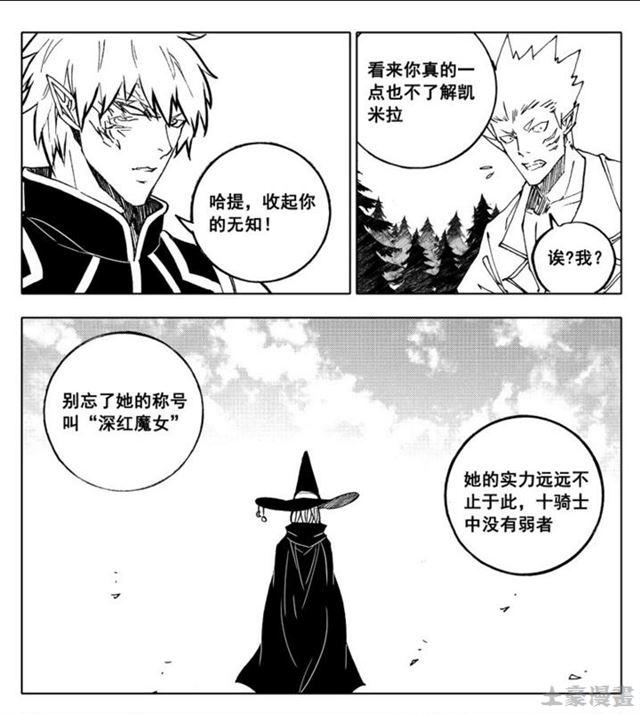 哈提，收起你
的无知！
看来你真的一
点也不了解凯
米拉
诶?我？
别忘了她的称号
叫“深红魔女”
她的实力远远不
止于此，十骑士
中没有弱者
土豪漫畫